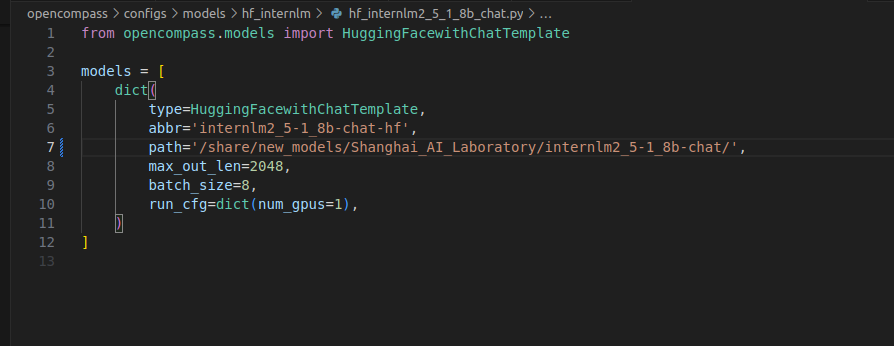 opencompass > configs > models > hf_internlm > hf_internlm2_5_1_8b_chat.py > ...
1 from opencompass.models import HuggingFacewithChatTemplate
2
3 models = [
4     dict(
5         type=HuggingFacewithChatTemplate,
6         abbr='internlm2_5-1_8b-chat-hf',
7         path='/share/new_models/Shanghai_AI_Laboratory/internlm2_5-1_8b-chat/',
8         max_out_len=2048,
9         batch_size=8,
10         run_cfg=dict(num_gpus=1),
11     )
12 ]
13